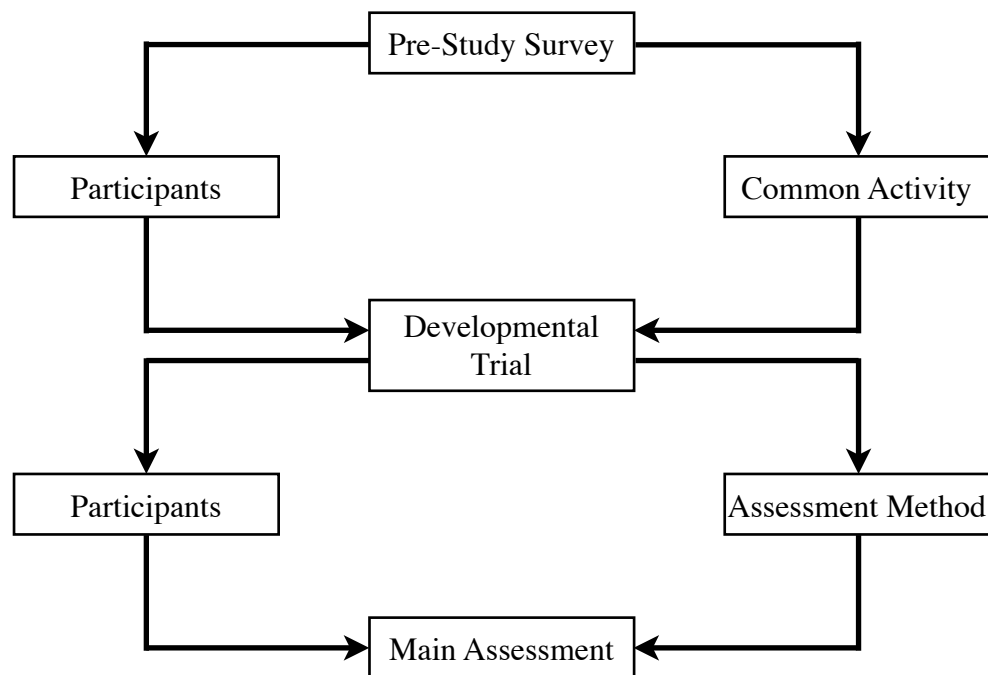 Pre-Study Survey
Participants
Common Activity
Developmental
Trial
Participants
Assessment Method
Main Assessment